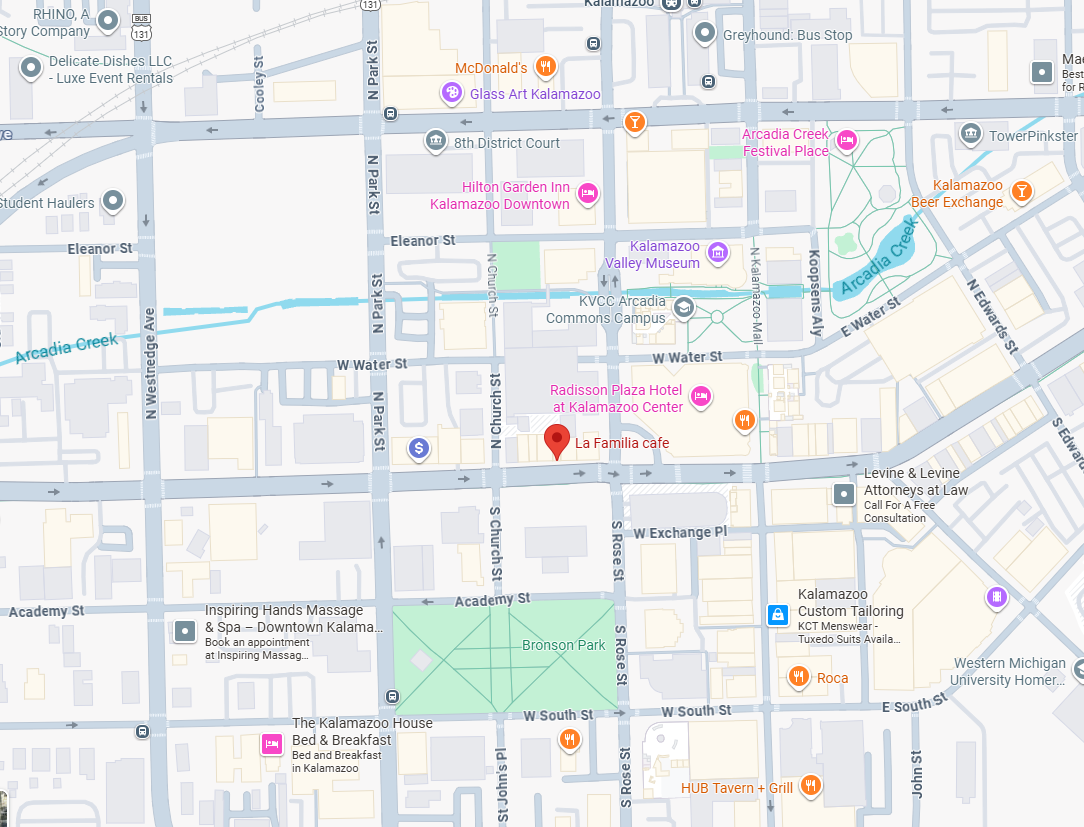 RHINO, A
Story Company
BUS
131
131
Kalamazoo
Greyhound: Bus Stop
Delicate Dishes LLC
- Luxe Event Rentals
Cooley St
N Park St
McDonald's
Glass Art Kalamazoo
Best
for R
8th District Court
Arcadia Creek
Festival Place
TowerPinkster
Student Haulers
N Park St
Hilton Garden Inn
Kalamazoo Downtown
Kalamazoo
Beer Exchange
Eleanor St
Eleanor St
N Church St
Kalamazoo
Valley Museum
N Kalamazoo Mall
Koopsens Aly
Arcadia Creek
N Park St
KVCC Arcadia
Commons Campus
E Water St
N Edwards St
Arcadia Creek
N Westnedge Ave
W Water St
W Water St
N Church St
N Park St
Radisson Plaza Hotel
at Kalamazoo Center
$
La Familia cafe
S Edwards
Levine & Levine
Attorneys at Law
Call For A Free
Consultation
S Church St
S Rose St
W Exchange Pl
Academy St
Academy St
Inspiring Hands Massage
& Spa – Downtown Kalama...
Book an appointment
at Inspiring Massag...
Kalamazoo
Custom Tailoring
KCT Menswear -
Tuxedo Suits Availa...
Bronson Park
S Rose St
Roca
Western Michigan
University Homer...
W South St
W South St
E South St
The Kalamazoo House
Bed & Breakfast
Bed and Breakfast
in Kalamazoo
St John's Pl
S Rose St
HUB Tavern + Grill
John St